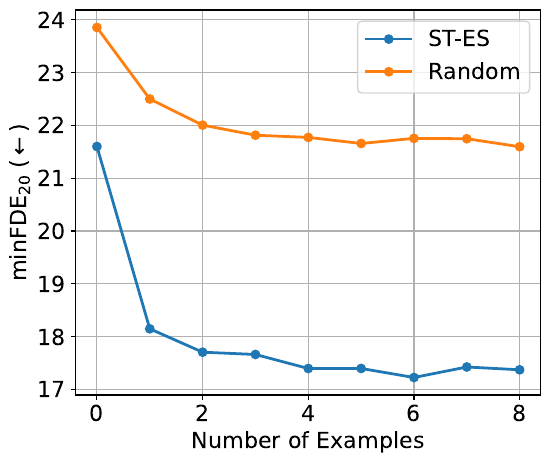 24
23
22
21
20
19
18
17
minFDE₂₀ (←)
ST-ES
Random
0 2 4 6 8
Number of Examples